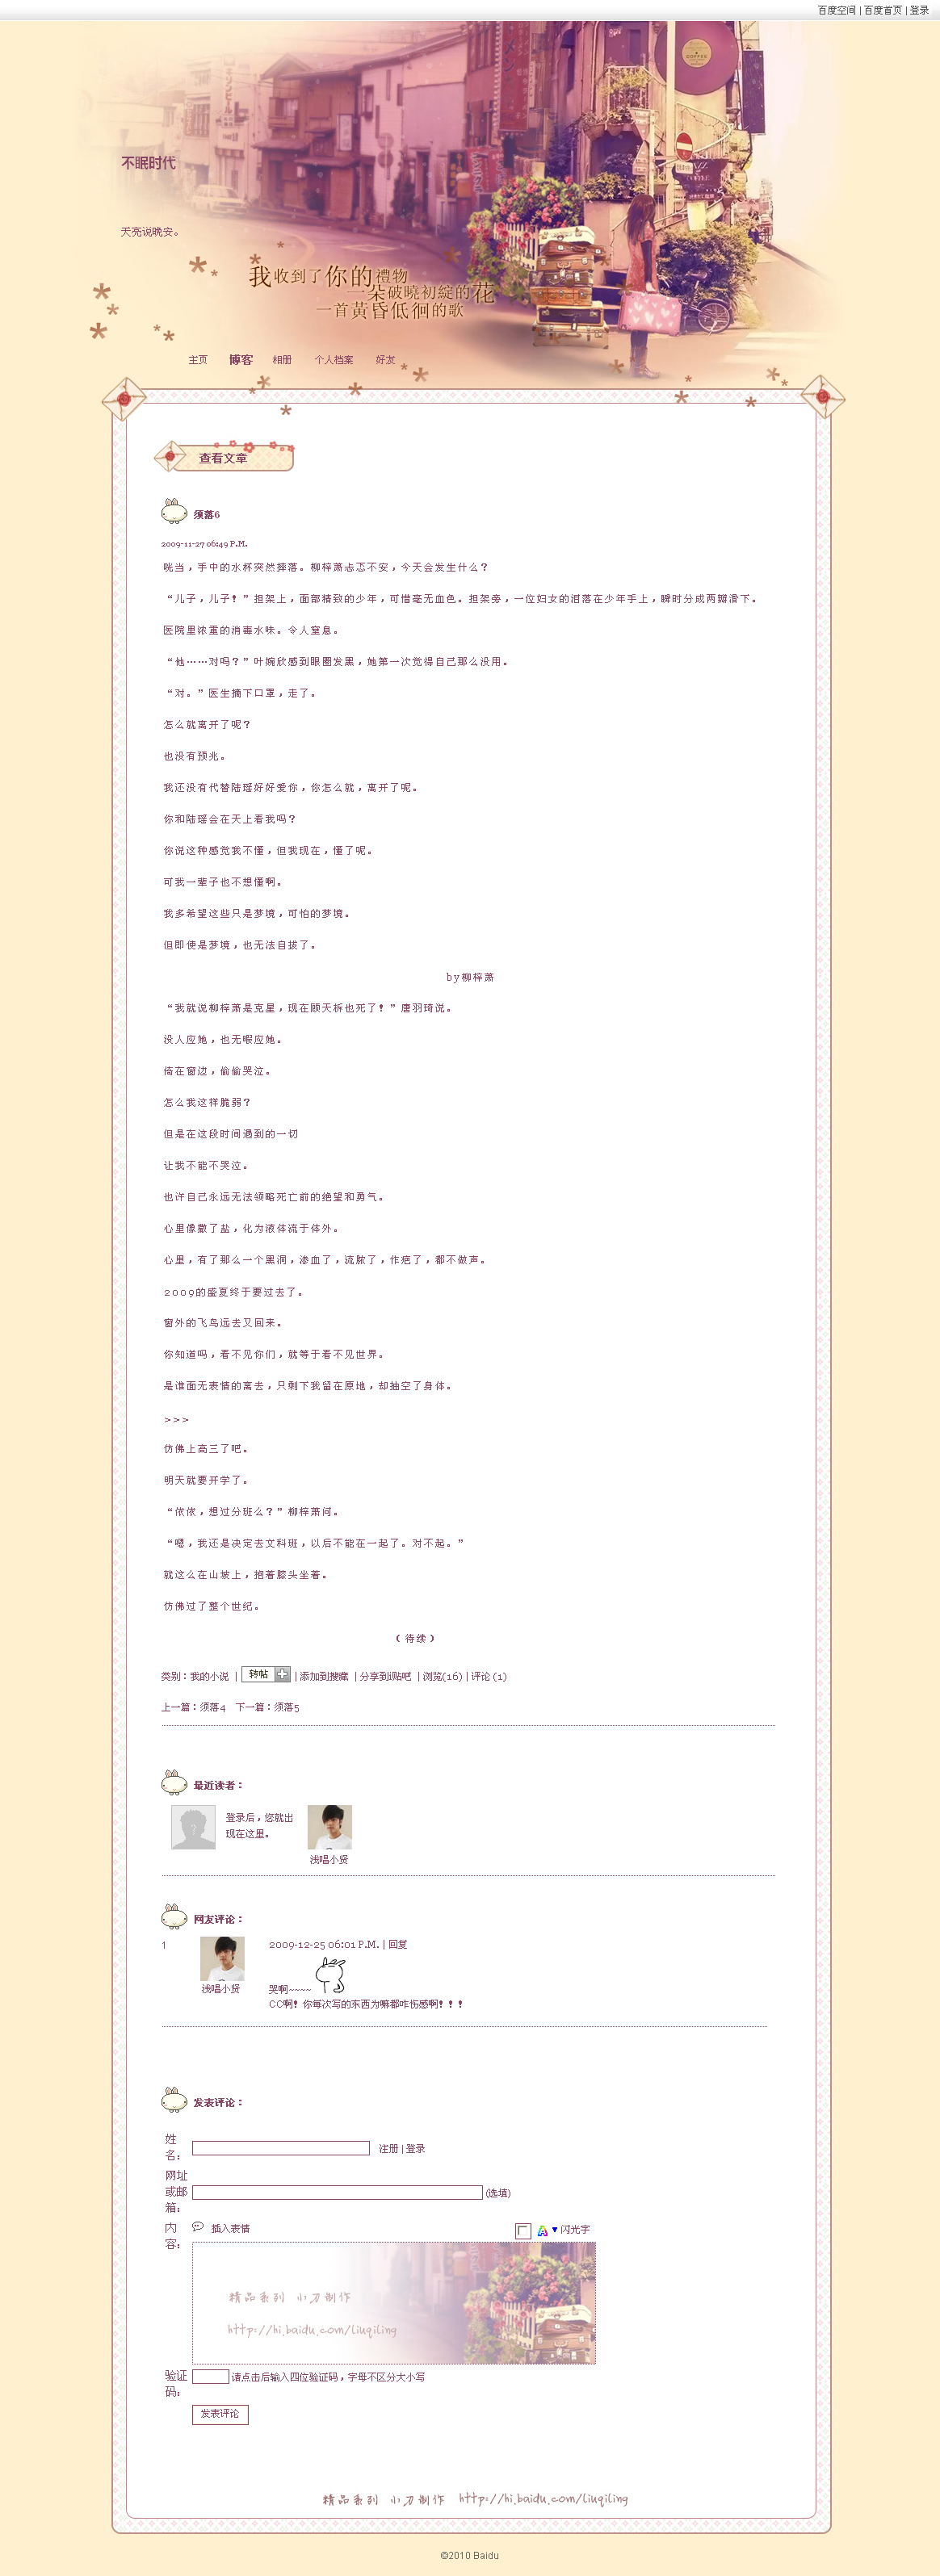 百度空间 | 百度首页 | 登录
不眠时代
天亮说晚安。
我收到了你的禮物
一朵破曉初綻的花
一首黃昏低徊的歌
主页 博客 相册 个人档案 好友
查看文章
须落6
2009-11-27 06:49 P.M.
咣当，手中的水杯突然摔落。柳梓萧忐忑不安，今天会发生什么？
“儿子，儿子！”担架上，面部精致的少年，可惜毫无血色。担架旁，一位妇女的泪落在少年手上，瞬时分成两瓣滑下。
医院里浓重的消毒水味。令人窒息。
“他……对吗？”叶婉欣感到眼圈发黑，她第一次觉得自己那么没用。
“对。”医生摘下口罩，走了。
怎么就离开了呢？
也没有预兆。
我还没有代替陆瑶好好爱你，你怎么就，离开了呢。
你和陆瑶会在天上看我吗？
你说这种感觉我不懂，但我现在，懂了呢。
可我一辈子也不想懂啊。
我多希望这些只是梦境，可怕的梦境。
但即使是梦境，也无法自拔了。
by柳梓萧
“我就说柳梓萧是克星，现在顾天析也死了！”唐羽琦说。
没人应她，也无暇应她。
倚在窗边，偷偷哭泣。
怎么我这样脆弱？
但是在这段时间遇到的一切
让我不能不哭泣。
也许自己永远无法领略死亡前的绝望和勇气。
心里像撒了盐，化为液体流于体外。
心里，有了那么一个黑洞，渗血了，流脓了，作疤了，都不做声。
2009的盛夏终于要过去了。
窗外的飞鸟远去又回来。
你知道吗，看不见你们，就等于看不见世界。
是谁面无表情的离去，只剩下我留在原地，却抽空了身体。
>>>
仿佛上高三了吧。
明天就要开学了。
“依依，想过分班么？”柳梓萧问。
“嗯，我还是决定去文科班，以后不能在一起了。对不起。”
就这么在山坡上，抱着膝头坐着。
仿佛过了整个世纪。
（待续）
类别：我的小说 | 转帖 | 添加到搜藏 | 分享到i贴吧 | 浏览(16) | 评论 (1)
上一篇：须落4 下一篇：须落5
最近读者：
登录后，您就出
现在这里。
浅唱小贤
网友评论：
1
2009-12-25 06:01 P.M. | 回复
浅唱小贤
哭啊~~~~
CC啊！你每次写的东西为嘛都咋伤感啊！！！
发表评论：
姓
名：
注册 | 登录
网址
或邮
箱：
(选填)
内
容：
插入表情
闪光字
精品系列 小刀制作
http://hi.baidu.com/liuqiling
验证
码：
请点击后输入四位验证码，字母不区分大小写
发表评论
精品系列 小刀制作 http://hi.baidu.com/liuqiling
©2010 Baidu